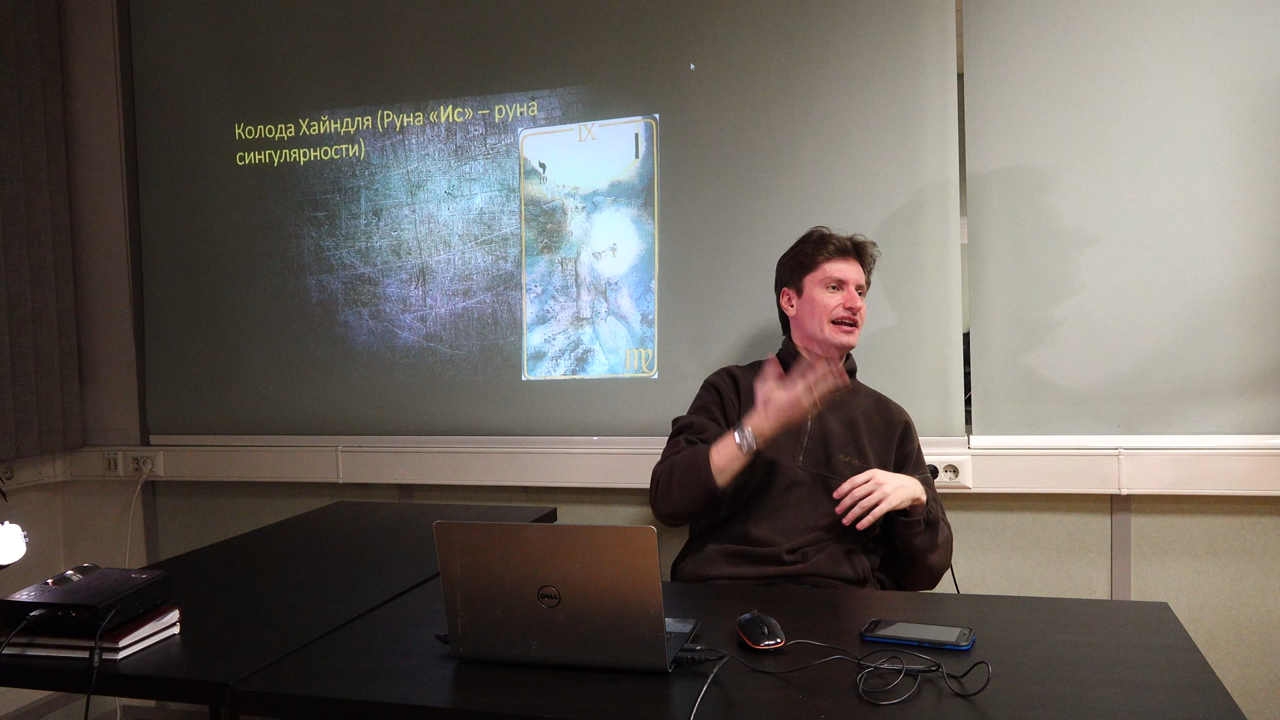 Колода Хайндля (Руна «Ис» – руна
сингулярности)
IX
DELL